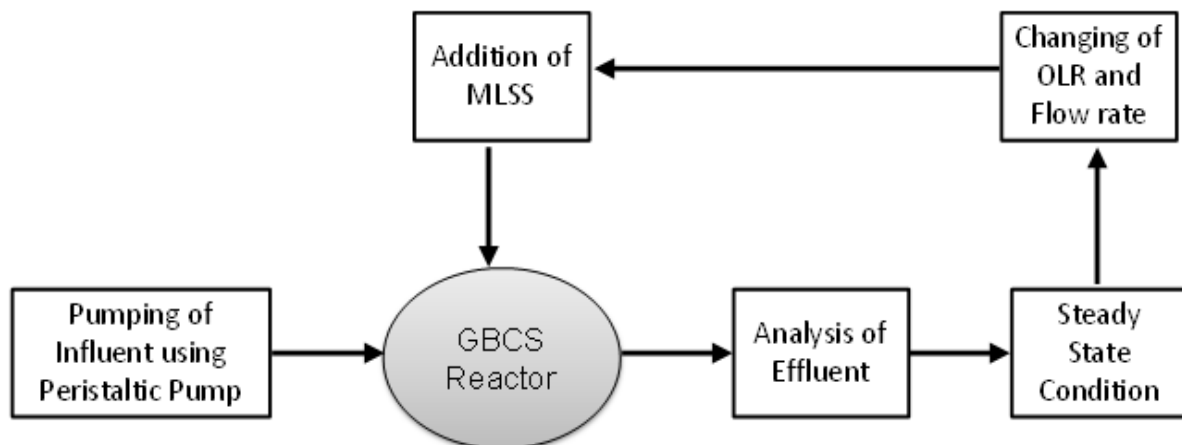 Addition of
MLSS
Changing of
OLR and
Flow rate
Pumping of
Influent using
Peristaltic Pump
GBCS
Reactor
Analysis of
Effluent
Steady
State
Condition